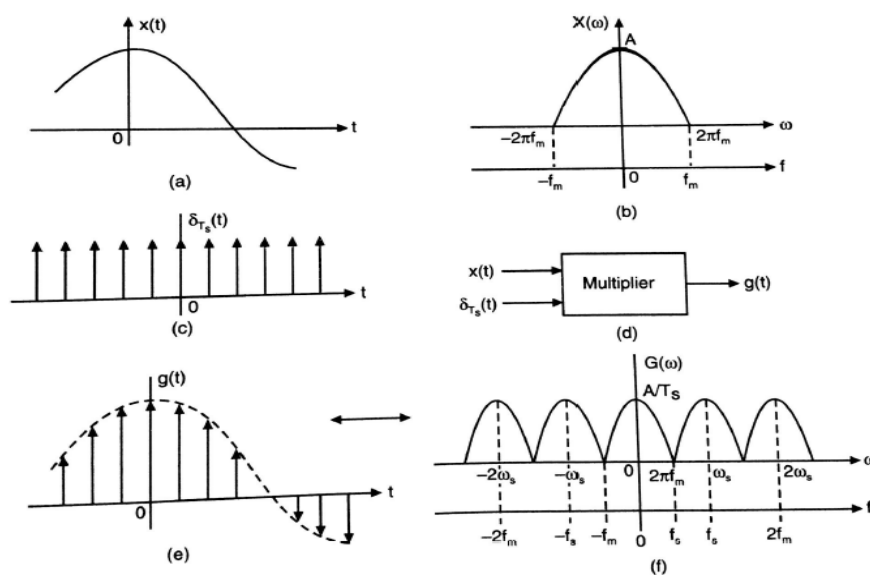 x(t)
t
0
(a)
X(ω)
A
−2πfm 2πfm ω
−fm 0 fm f
(b)
δTs(t)
t
0
(c)
x(t)
δTs(t)
Multiplier
g(t)
(d)
g(t)
t
0
(e)
G(ω)
A/TS
−2ωs −ωs 0 2πfm ωs 2ωs ω
−2fm −fs −fm 0 fs fs 2fm f
(f)